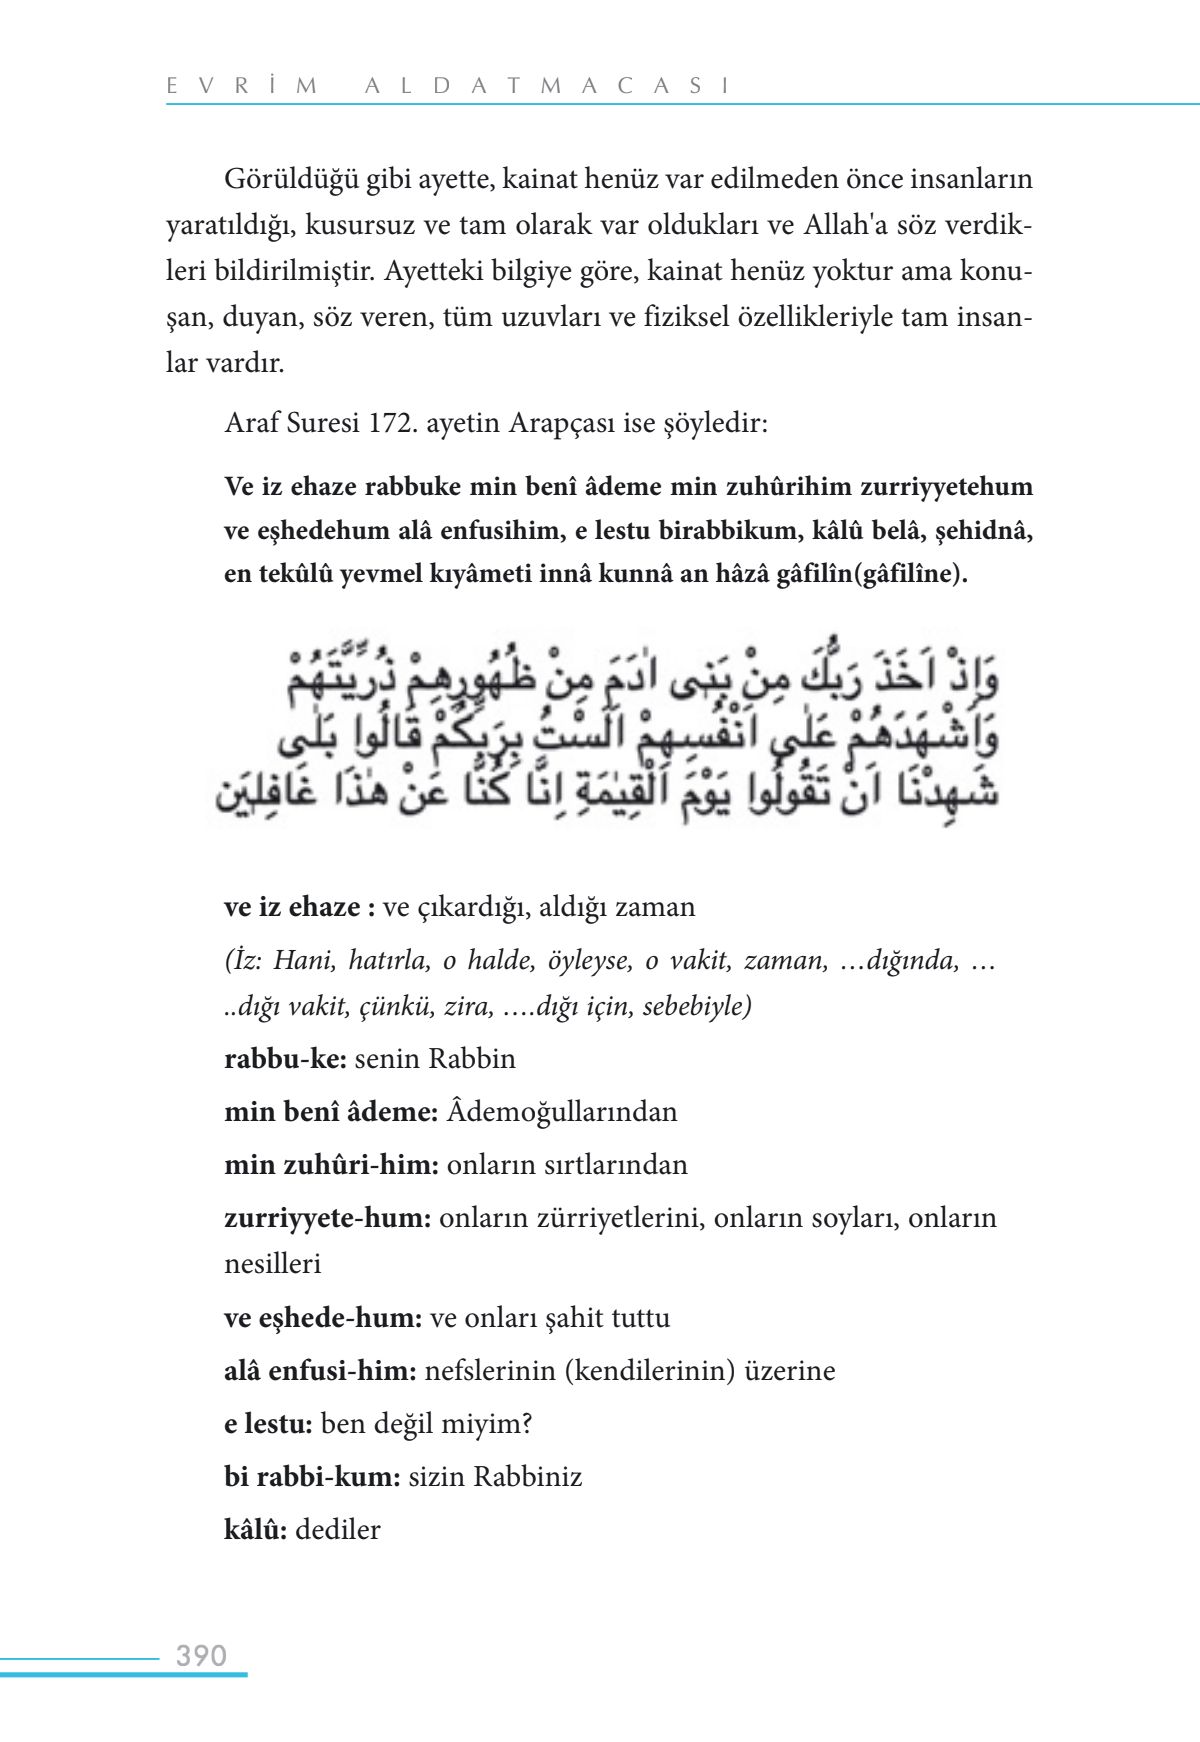 EVRİM ALDATMACASI
Görüldüğü gibi ayette, kainat henüz var edilmeden önce insanların
yaratıldığı, kusursuz ve tam olarak var oldukları ve Allah'a söz verdik-
leri bildirilmiştir. Ayetteki bilgiye göre, kainat henüz yoktur ama konu-
şan, duyan, söz veren, tüm uzuvları ve fiziksel özellikleriyle tam insan-
lar vardır.
Araf Suresi 172. ayetin Arapçası ise şöyledir:
Ve iz ehaze rabbuke min benî âdeme min zuhûrihim zurriyyetehum
ve eşhedehum alâ enfusihim, e lestu birabbikum, kâlû belâ, şehidnâ,
en tekûlû yevmel kıyâmeti innâ kunnâ an hâzâ gâfilîn(gâfilîne).
وَاِذْ اَخَذَ رَبُّكَ مِنْ بَنٖى اٰدَمَ مِنْ ظُهُورِهِمْ ذُرِّيَّتَهُمْ
وَاَشْهَدَهُمْ عَلٰى اَنْفُسِهِمْ اَلَسْتُ بِرَبِّكُمْ قَالُوا بَلٰى
شَهِدْنَا اَنْ تَقُولُوا يَوْمَ الْقِيٰمَةِ اِنَّا كُنَّا عَنْ هٰذَا غَافِلٖينَ
ve iz ehaze : ve çıkardığı, aldığı zaman
(İz: Hani, hatırla, o halde, öyleyse, o vakit, zaman, …dığında, …
..dığı vakit, çünkü, zira, ….dığı için, sebebiyle)
rabbu-ke: senin Rabbin
min benî âdeme: Âdemoğullarından
min zuhûri-him: onların sırtlarından
zurriyyete-hum: onların zürriyetlerini, onların soyları, onların
nesilleri
ve eşhede-hum: ve onları şahit tuttu
alâ enfusi-him: nefslerinin (kendilerinin) üzerine
e lestu: ben değil miyim?
bi rabbi-kum: sizin Rabbiniz
kâlû: dediler
390